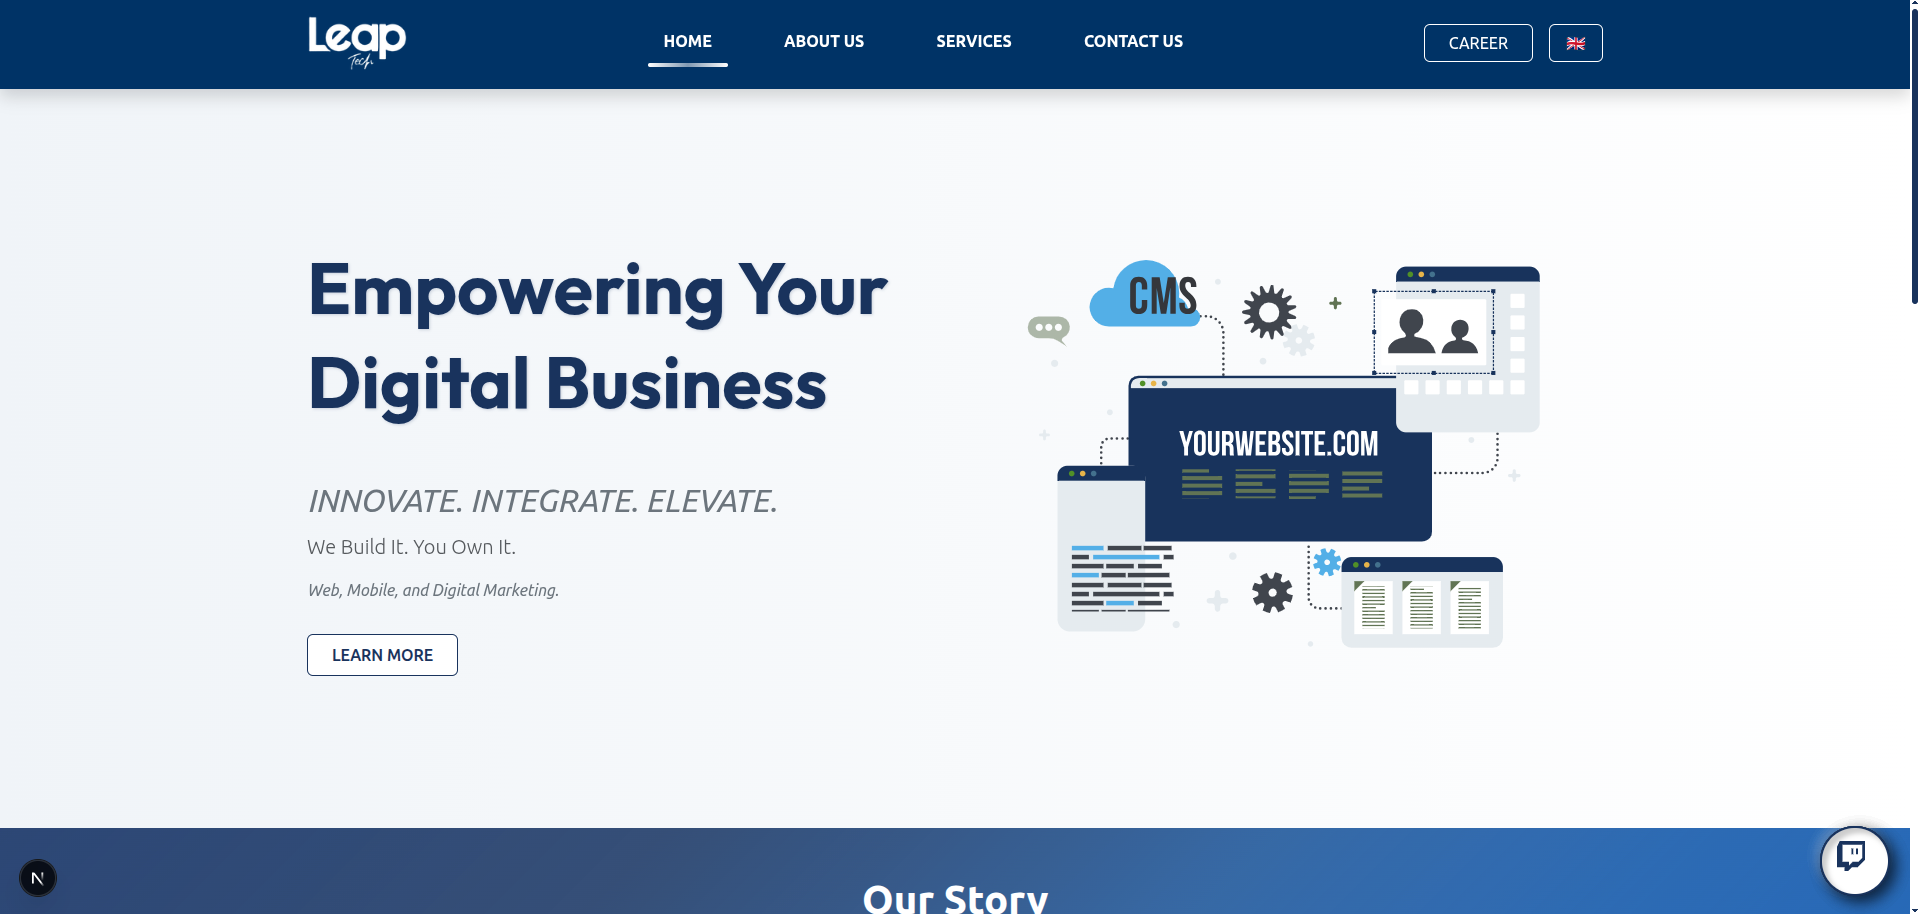 Leap
Tech
HOME
ABOUT US
SERVICES
CONTACT US
CAREER
Empowering Your
Digital Business
INNOVATE. INTEGRATE. ELEVATE.
We Build It. You Own It.
Web, Mobile, and Digital Marketing.
LEARN MORE
CMS
YOURWEBSITE.COM
N
Our Story